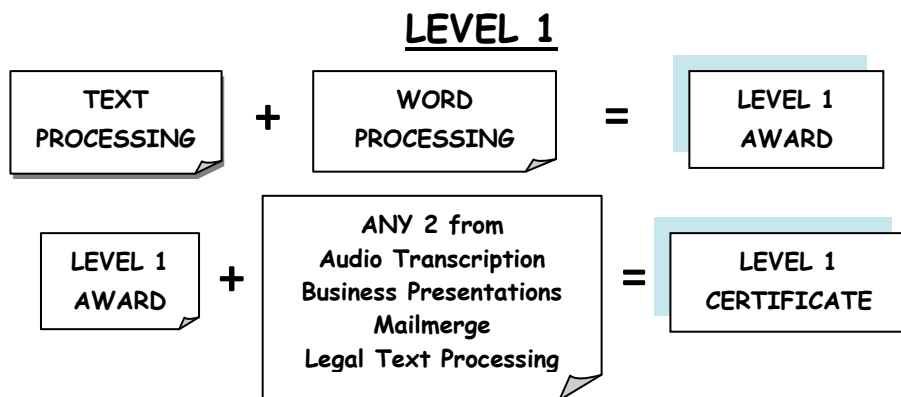 LEVEL 1
TEXT
PROCESSING
+
WORD
PROCESSING
=
LEVEL 1
AWARD
LEVEL 1
AWARD
+
ANY 2 from
Audio Transcription
Business Presentations
Mailmerge
Legal Text Processing
=
LEVEL 1
CERTIFICATE